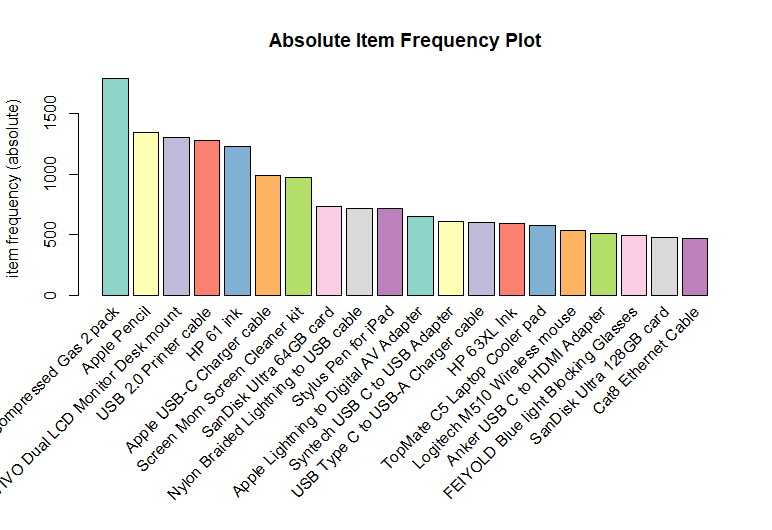 Absolute Item Frequency Plot
item frequency (absolute)
0
500
1000
1500
Gas 2 pack
Apple Pencil
Dual LCD Monitor Desk mount
USB 2.0 Printer cable
HP 61 ink
Apple USB-C Charger cable
Screen Mom Screen Cleaner kit
SanDisk Ultra 64GB card
Nylon Braided Lightning to USB cable
Stylus Pen for iPad
Apple Lightning to Digital AV Adapter
Syntech USB C to USB Adapter
USB Type C to USB-A Charger cable
HP 63XL Ink
TopMate C5 Laptop Cooler pad
Logitech M510 Wireless mouse
Anker USB C to HDMI Adapter
FEIYOLD Blue light Blocking Glasses
SanDisk Ultra 128GB card
Cat8 Ethernet Cable